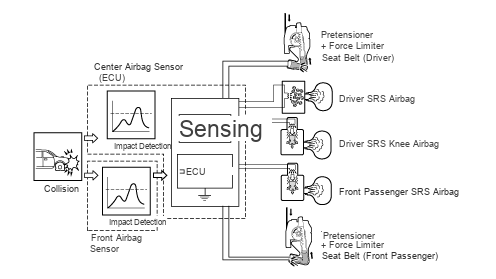 Pretensioner
+ Force Limiter
Seat Belt (Driver)
Center Airbag Sensor
(ECU)
Driver SRS Airbag
Impact Detection
Sensing
Driver SRS Knee Airbag
ECU
Collision
Front Passenger SRS Airbag
Impact Detection
Front Airbag
Sensor
Pretensioner
+ Force Limiter
Seat Belt (Front Passenger)